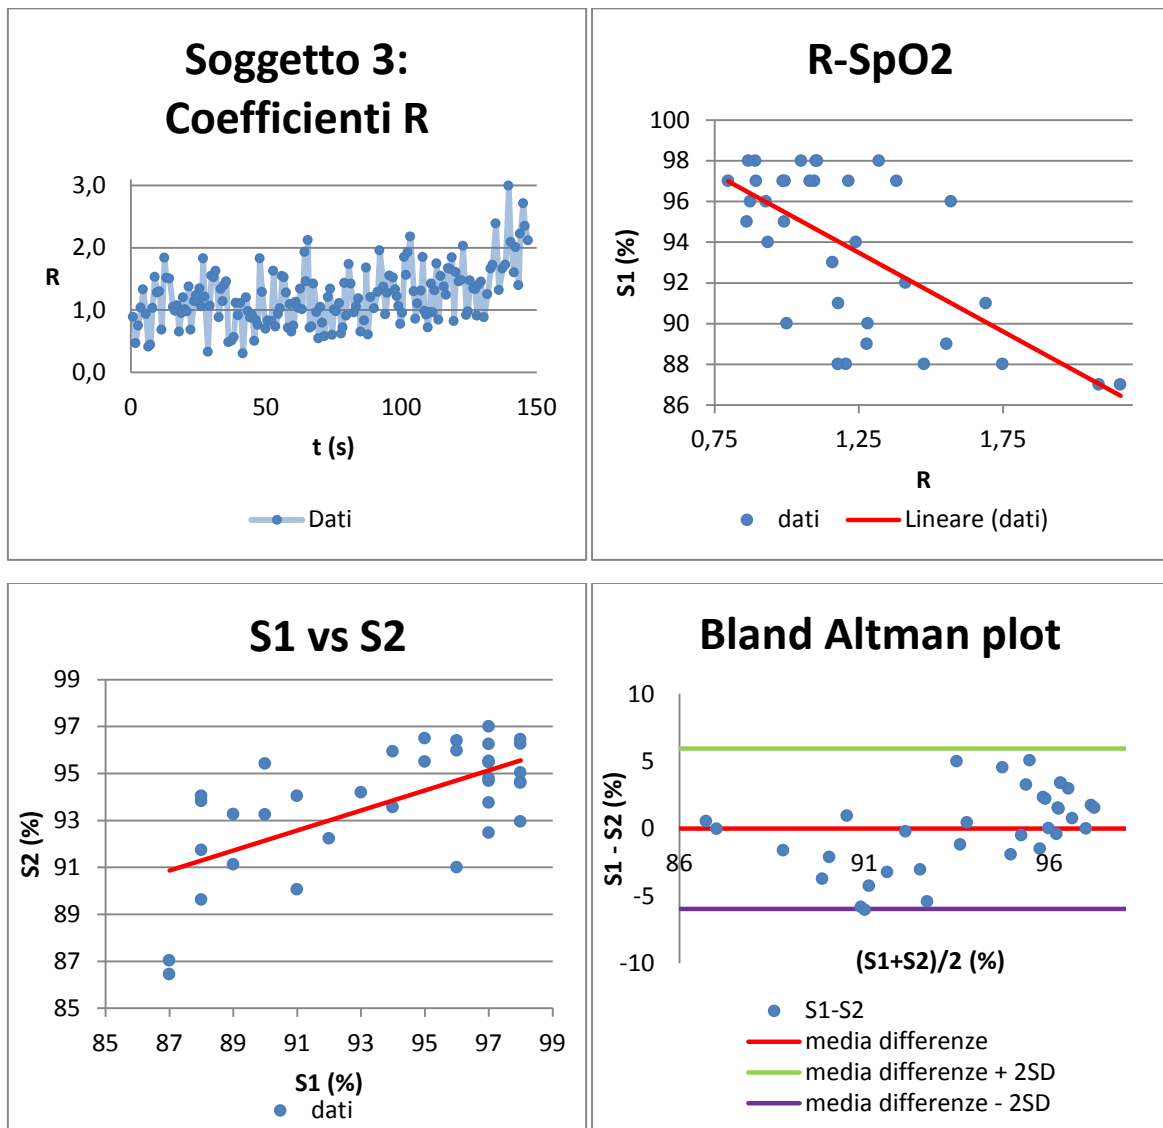 Soggetto 3:
Coefficienti R
3,0
2,0
R
1,0
0,0
0 50 100 150
t (s)
Dati
R-SpO2
100
98
96
94
92
90
88
86
S1 (%)
0,75 1,25 1,75
R
dati Lineare (dati)
S1 vs S2
99
97
95
93
91
89
87
85
S2 (%)
85 87 89 91 93 95 97 99
S1 (%)
dati
Bland Altman plot
10
5
0
-5
-10
S1 - S2 (%)
86 91 96
(S1+S2)/2 (%)
S1-S2
media differenze
media differenze + 2SD
media differenze - 2SD